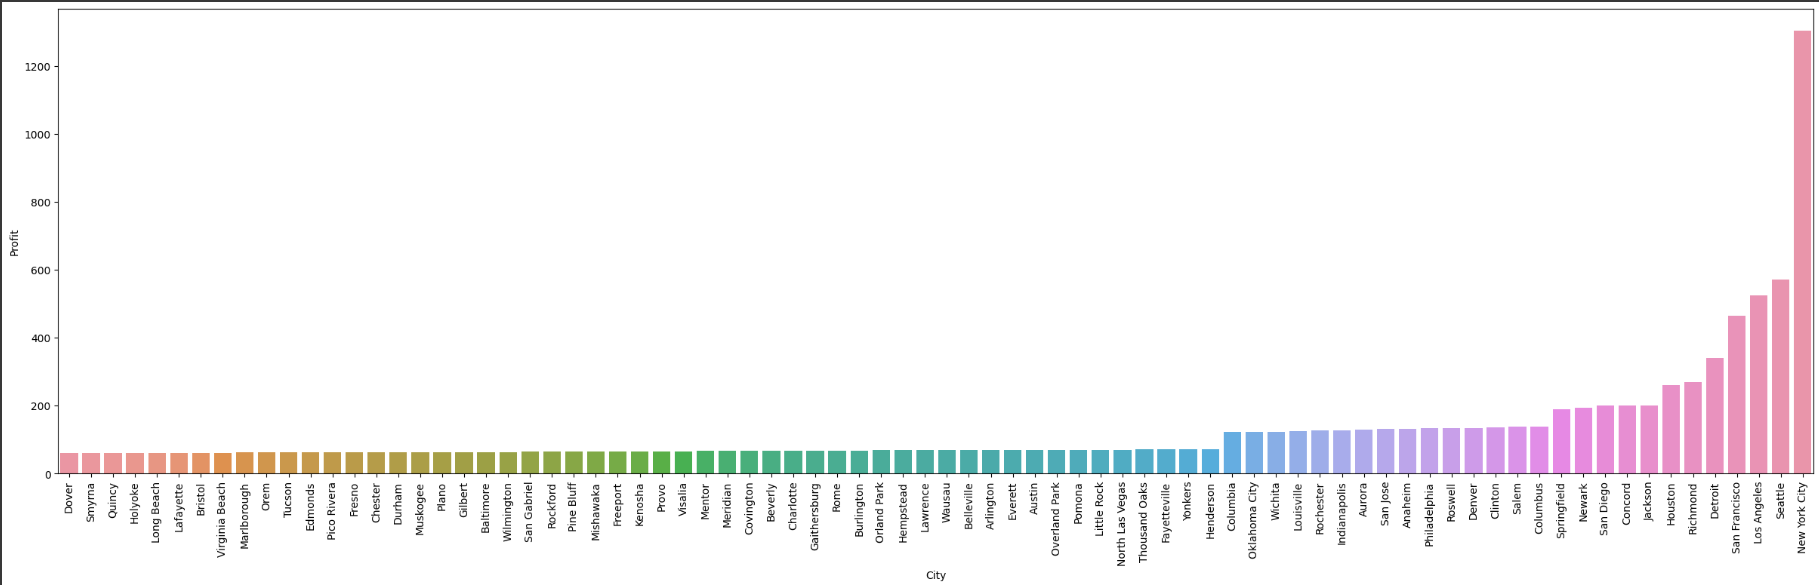 1200
1000
800
600
400
200
0
Profit
Dover
Smyrna
Quincy
Holyoke
Long Beach
Lafayette
Bristol
Virginia Beach
Marlborough
Orem
Tucson
Edmonds
Pico Rivera
Fresno
Chester
Durham
Muskogee
Plano
Gilbert
Baltimore
Wilmington
San Gabriel
Rockford
Pine Bluff
Mishawaka
Freeport
Kenosha
Provo
Visalia
Mentor
Meridian
Covington
Beverly
Charlotte
Gaithersburg
Rome
Burlington
Orland Park
Hempstead
Lawrence
Wausau
Belleville
Arlington
Everett
Austin
Overland Park
Pomona
Little Rock
North Las Vegas
Thousand Oaks
Fayetteville
Yonkers
Henderson
Columbia
Oklahoma City
Wichita
Louisville
Rochester
Indianapolis
Aurora
San Jose
Anaheim
Philadelphia
Roswell
Denver
Clinton
Salem
Columbus
Springfield
Newark
San Diego
Concord
Jackson
Houston
Richmond
Detroit
San Francisco
Los Angeles
Seattle
New York City
City